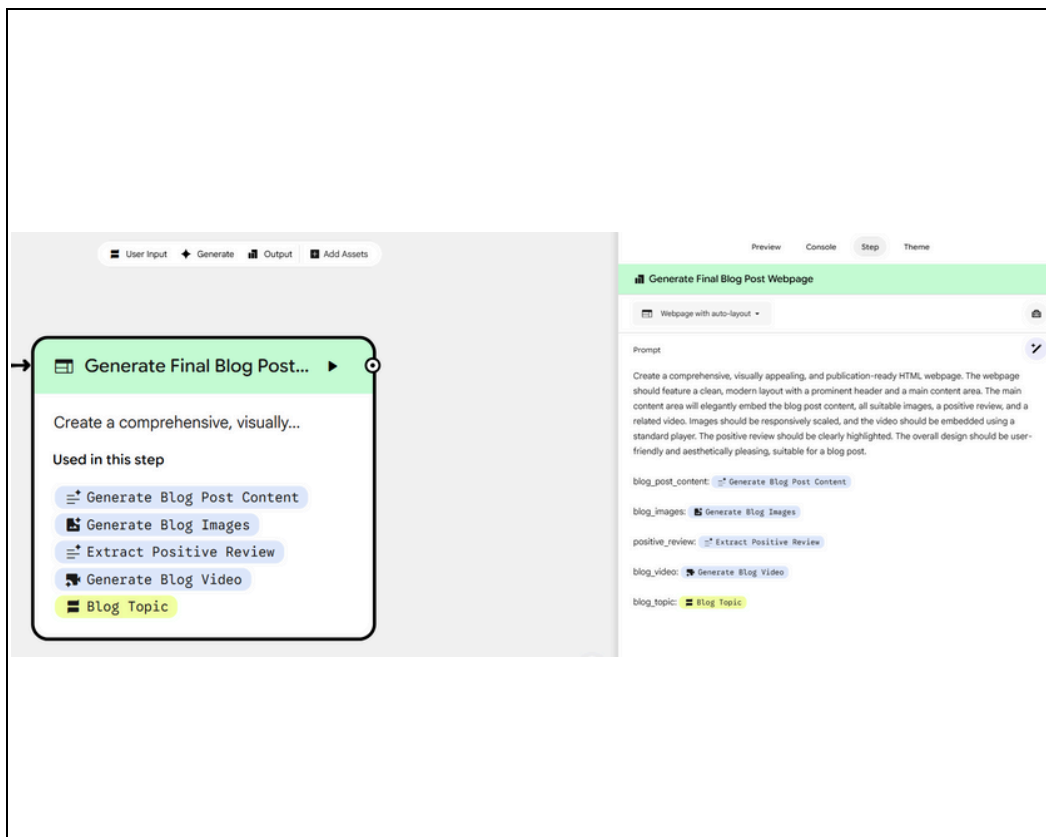 User Input Generate Output Add Assets
Generate Final Blog Post...
Create a comprehensive, visually...
Used in this step
Generate Blog Post Content
Generate Blog Images
Extract Positive Review
Generate Blog Video
Blog Topic
Preview Console Step Theme
Generate Final Blog Post Webpage
Webpage with auto-layout
Prompt
Create a comprehensive, visually appealing, and publication-ready HTML webpage. The webpage
should feature a clean, modern layout with a prominent header and a main content area. The main
content area will elegantly embed the blog post content, all suitable images, a positive review, and a
related video. Images should be responsively scaled, and the video should be embedded using a
standard player. The positive review should be clearly highlighted. The overall design should be user-
friendly and aesthetically pleasing, suitable for a blog post.
blog_post_content: Generate Blog Post Content
blog_images: Generate Blog Images
positive_review: Extract Positive Review
blog_video: Generate Blog Video
blog_topic: Blog Topic